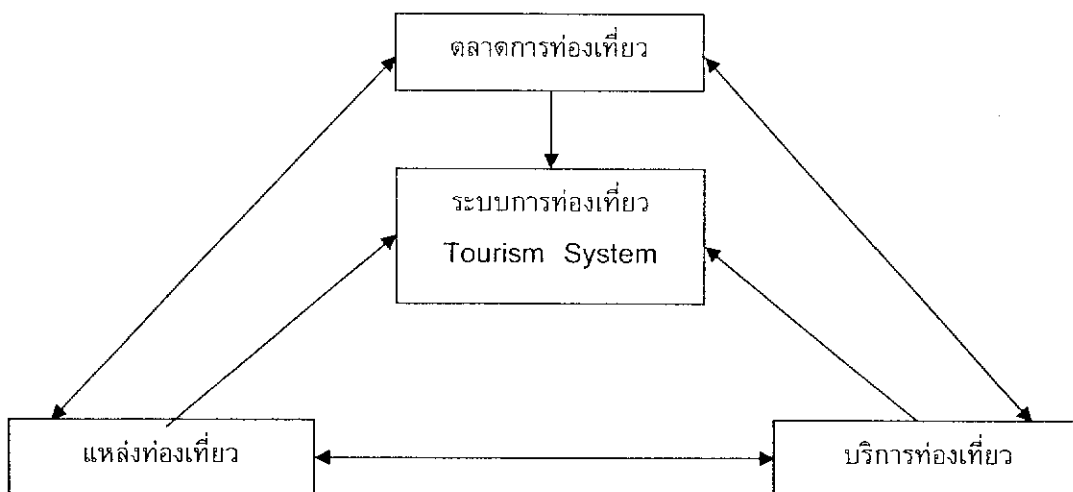 ตลาดการท่องเที่ยว
ระบบการท่องเที่ยว
Tourism System
แหล่งท่องเที่ยว
บริการท่องเที่ยว